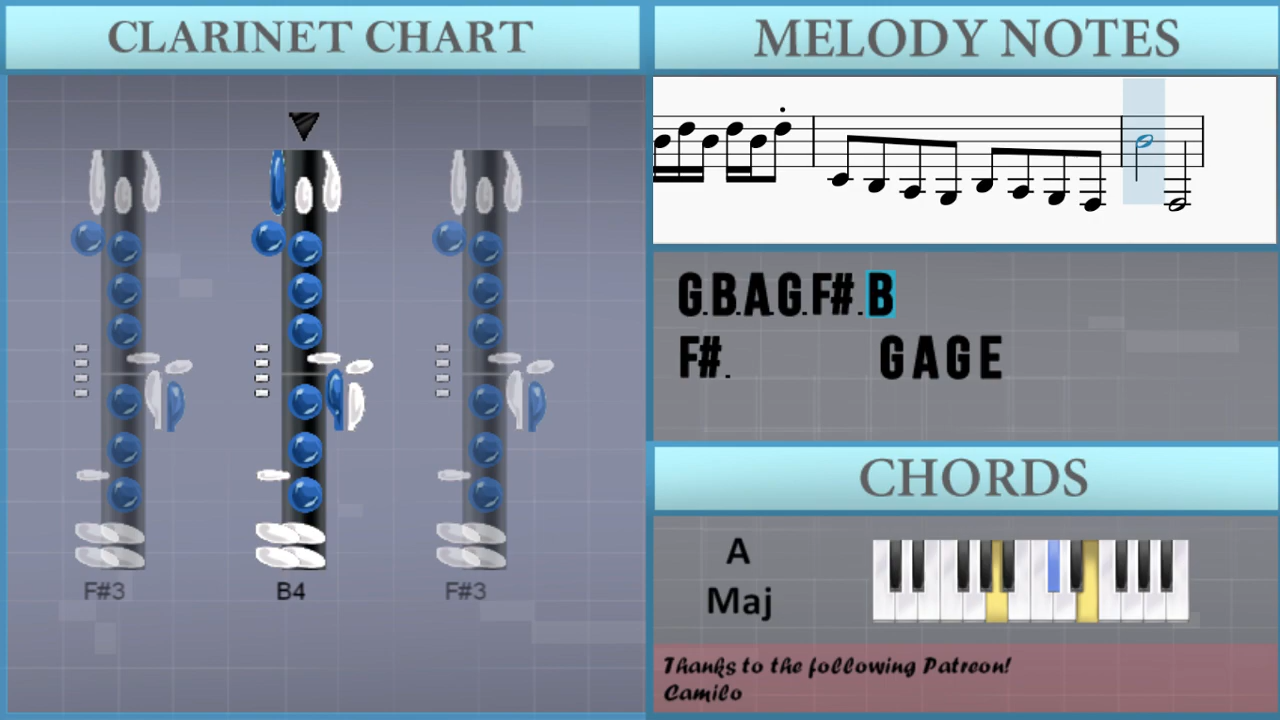 CLARINET CHART
F#3 B4 F#3
MELODY NOTES
G.B.A.G.F#.B
F#. G A G E
CHORDS
A
Maj
Thanks to the following Patreon!
Camilo